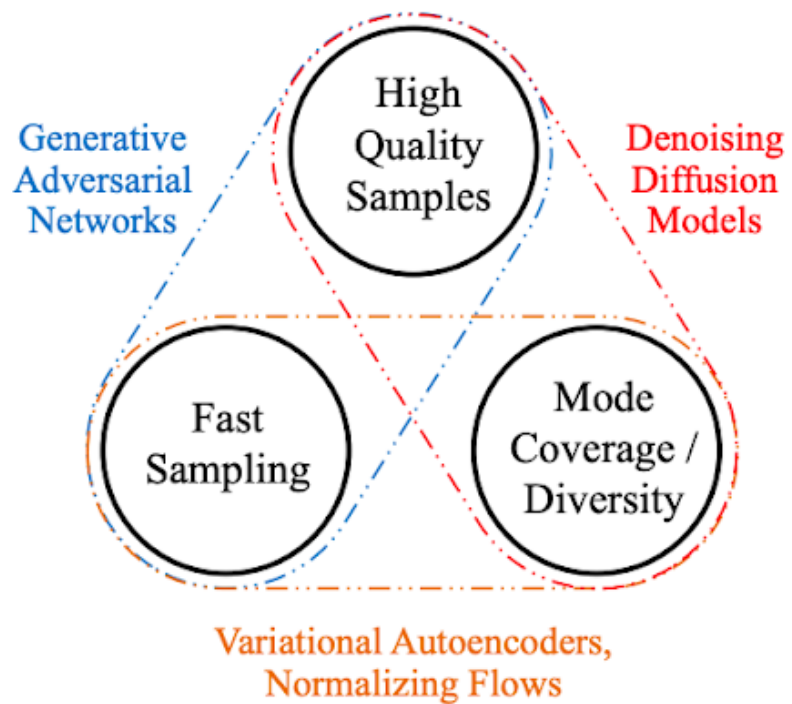 High
Quality
Samples
Generative
Adversarial
Networks
Denoising
Diffusion
Models
Fast
Sampling
Mode
Coverage /
Diversity
Variational Autoencoders,
Normalizing Flows